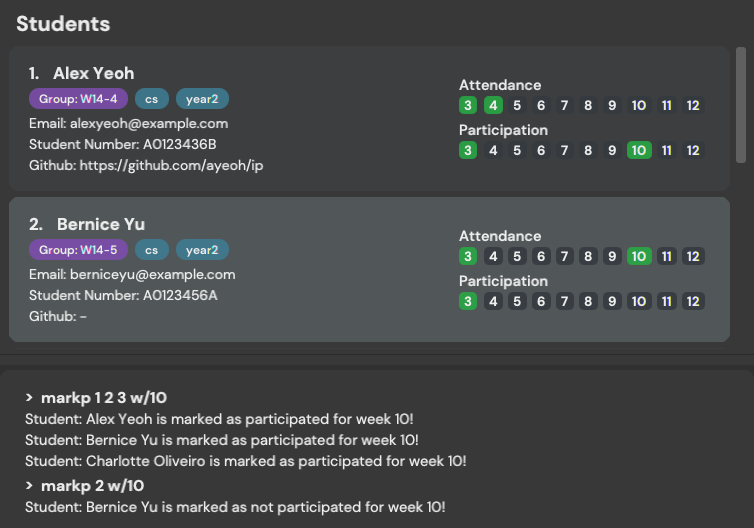 Students
1. Alex Yeoh
Group: W14-4 cs year2
Email: alexyeoh@example.com
Student Number: A0123436B
Github: https://github.com/ayeoh/ip
Attendance
3 4 5 6 7 8 9 10 11 12
Participation
3 4 5 6 7 8 9 10 11 12
2. Bernice Yu
Group: W14-5 cs year2
Email: berniceyu@example.com
Student Number: A0123456A
Github: -
Attendance
3 4 5 6 7 8 9 10 11 12
Participation
3 4 5 6 7 8 9 10 11 12
> markp 1 2 3 w/10
Student: Alex Yeoh is marked as participated for week 10!
Student: Bernice Yu is marked as participated for week 10!
Student: Charlotte Oliveiro is marked as participated for week 10!
> markp 2 w/10
Student: Bernice Yu is marked as not participated for week 10!